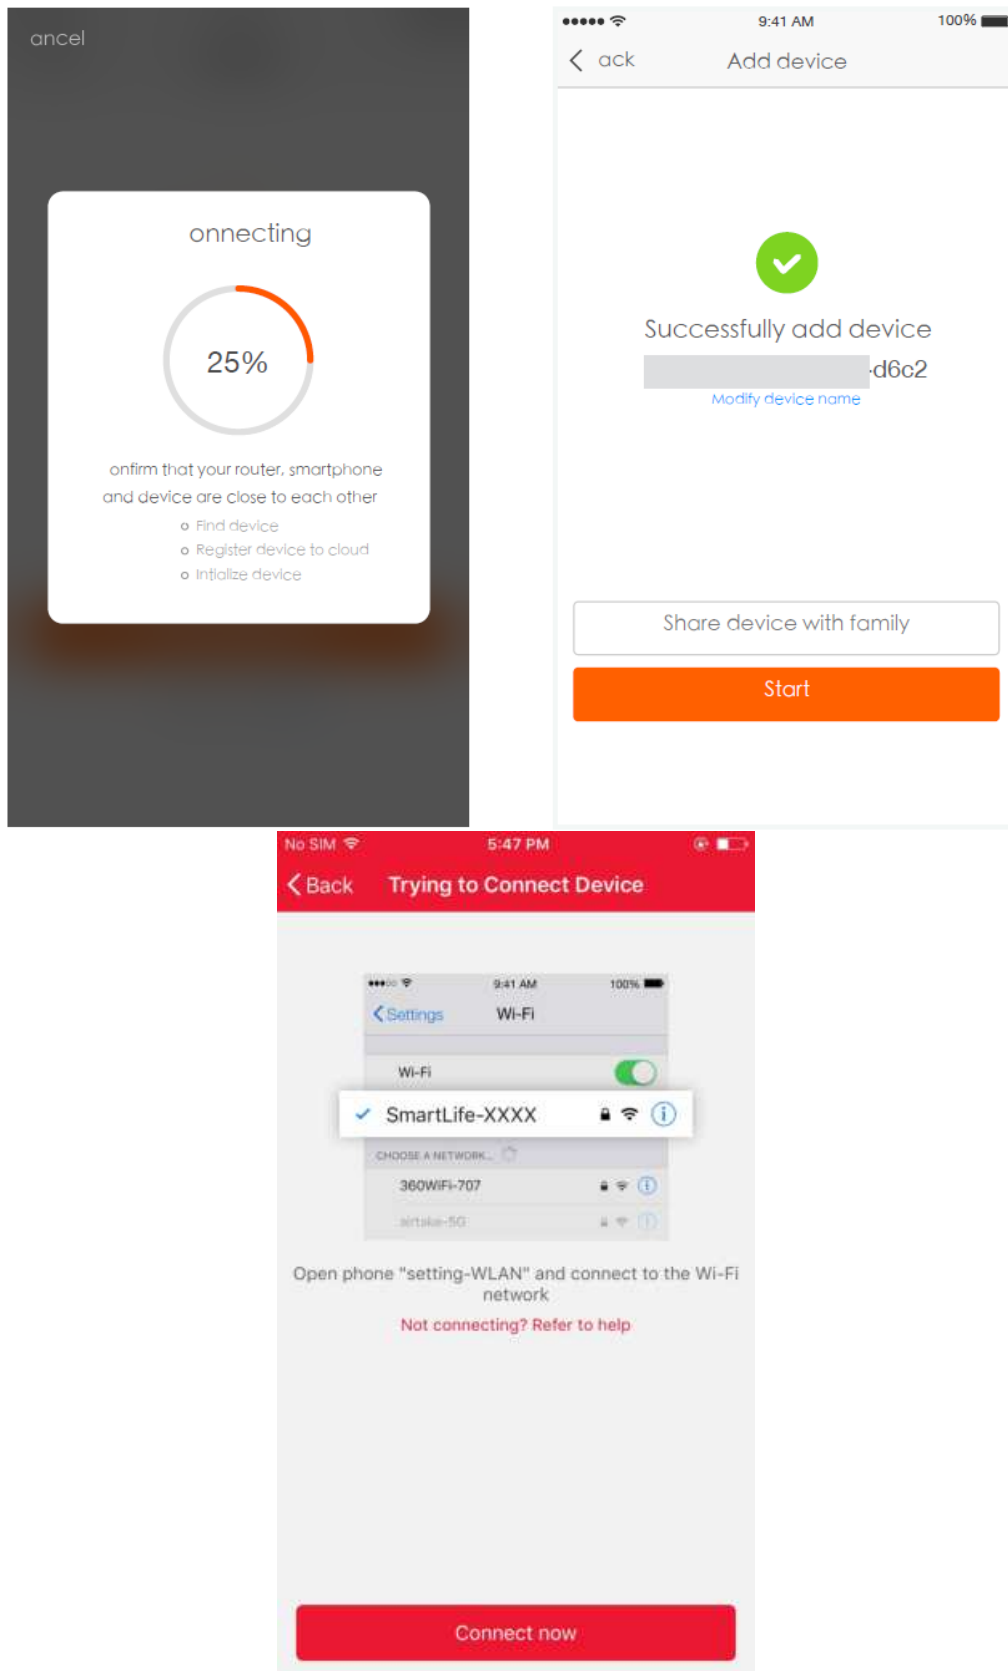 ancel
onnecting
25%
onfirm that your router, smartphone
and device are close to each other
Find device
Register device to cloud
Intialize device
9:41 AM 100%
ack Add device
Successfully add device
-d6c2
Modify device name
Share device with family
Start
No SIM 5:47 PM
Back Trying to Connect Device
9:41 AM 100%
Settings Wi-Fi
Wi-Fi
SmartLife-XXXX
CHOOSE A NETWORK...
360WiFi-707
Open phone "setting-WLAN" and connect to the Wi-Fi
network
Not connecting? Refer to help
Connect now